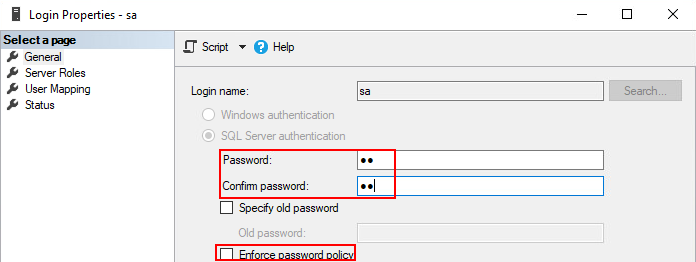 Login Properties - sa
Select a page
General
Server Roles
User Mapping
Status
Script
Help
Login name:
sa
Search...
Windows authentication
SQL Server authentication
Password:
●●
Confirm password:
●●
Specify old password
Old password:
Enforce password policy